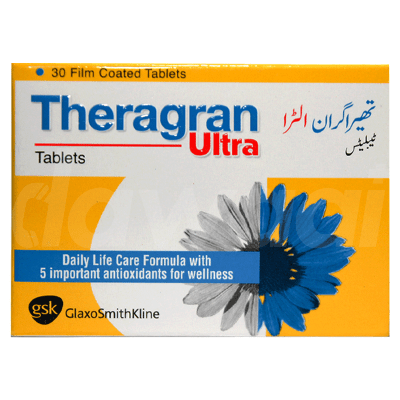 30 Film Coated Tablets
Theragran
Ultra
Tablets
تھیراگران الٹرا
ٹیبلیٹس
Daily Life Care Formula with
5 important antioxidants for wellness
gsk GlaxoSmithKline